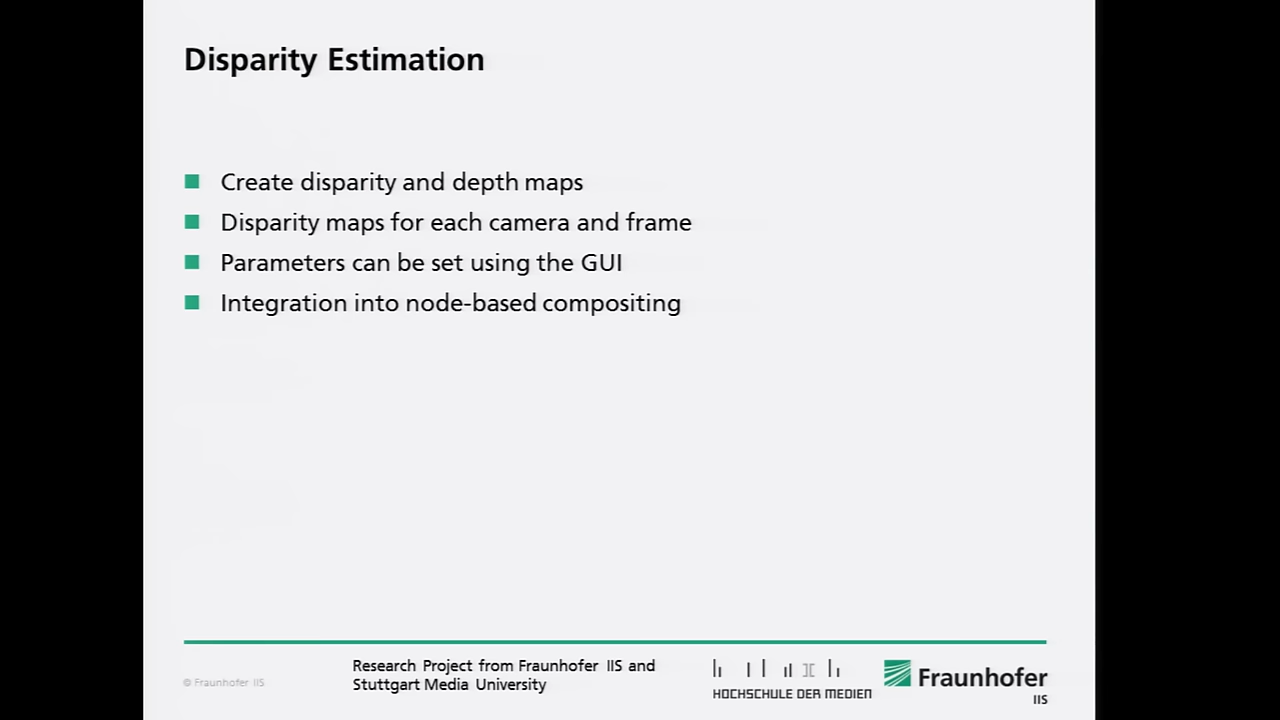 Disparity Estimation
Create disparity and depth maps
Disparity maps for each camera and frame
Parameters can be set using the GUI
Integration into node-based compositing
© Fraunhofer IIS
Research Project from Fraunhofer IIS and
Stuttgart Media University
HOCHSCHULE DER MEDIEN
Fraunhofer
IIS